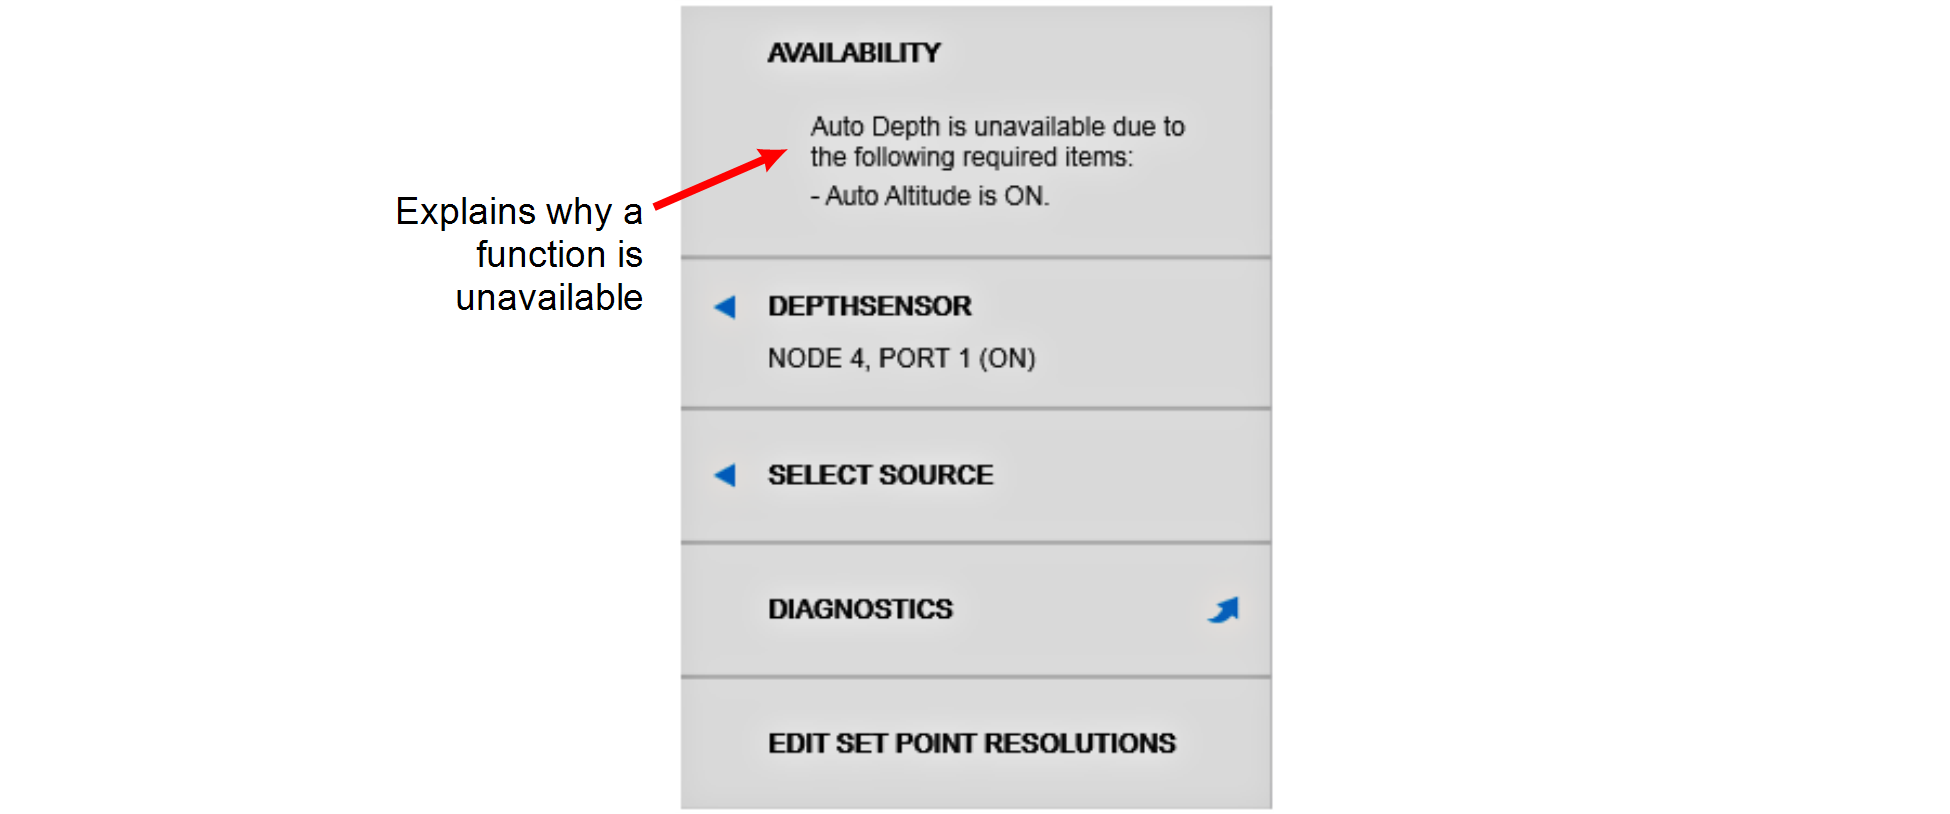 AVAILABILITY
Auto Depth is unavailable due to
the following required items:
- Auto Altitude is ON.
Explains why a
function is
unavailable
DEPTHSENSOR
NODE 4, PORT 1 (ON)
SELECT SOURCE
DIAGNOSTICS
EDIT SET POINT RESOLUTIONS